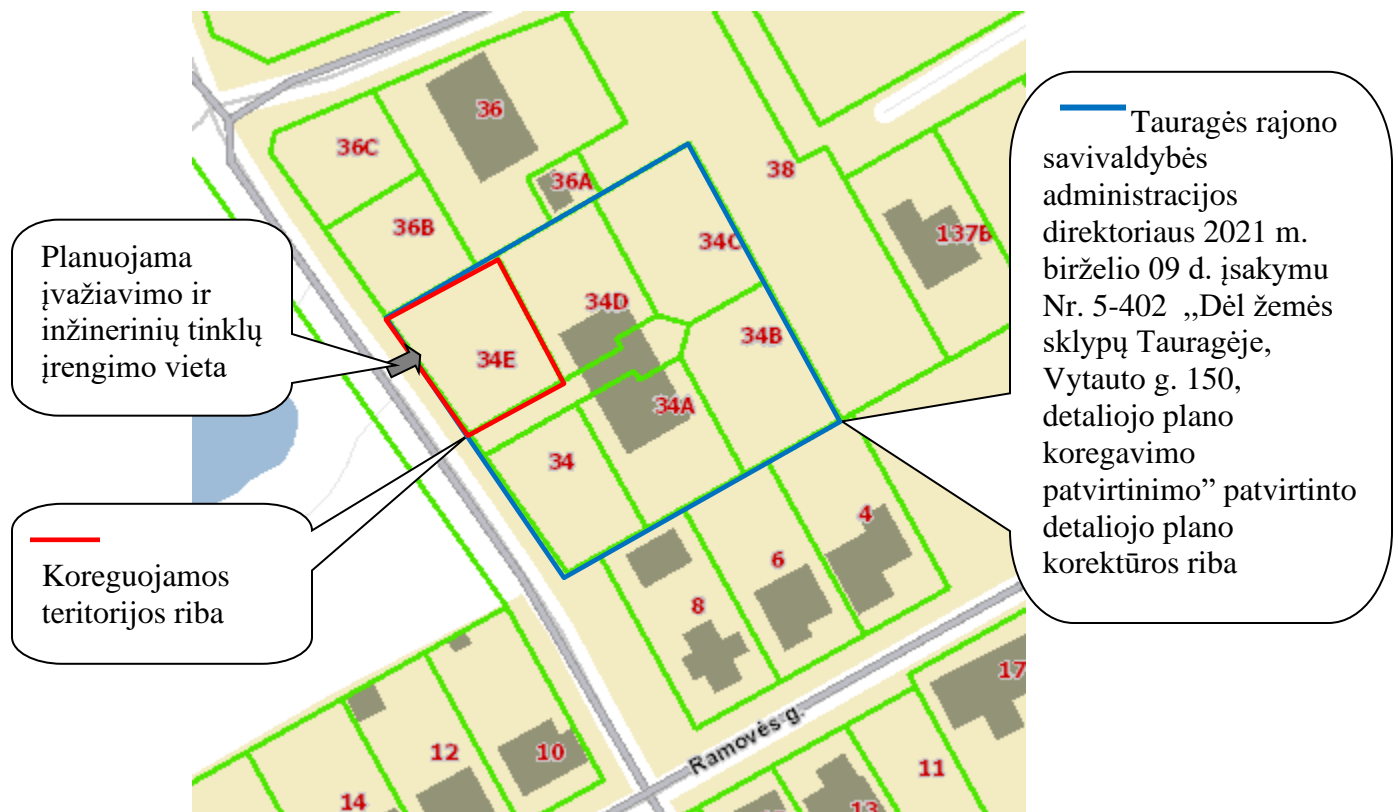 Planuojama
įvažiavimo ir
inžinerinių tinklų
įrengimo vieta
Koreguojamos
teritorijos riba
36
36C
36A
36B
38
34C
137B
34D
34B
34E
34A
34
4
6
8
17
Ramovės g.
12
10
11
14
13
Tauragės rajono
savivaldybės
administracijos
direktoriaus 2021 m.
birželio 09 d. įsakymu
Nr. 5-402 „Dėl žemės
sklypų Tauragėje,
Vytauto g. 150,
detaliojo plano
koregavimo
patvirtinimo” patvirtinto
detaliojo plano
korektūros riba